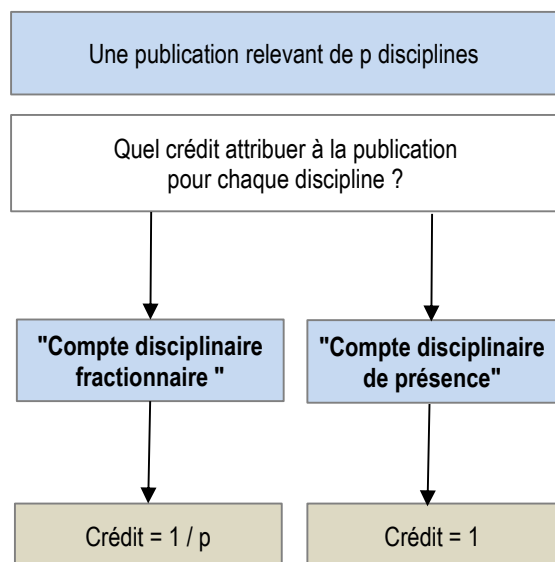 Une publication relevant de p disciplines
Quel crédit attribuer à la publication
pour chaque discipline ?
"Compte disciplinaire
fractionnaire "
"Compte disciplinaire
de présence"
Crédit = 1 / p
Crédit = 1